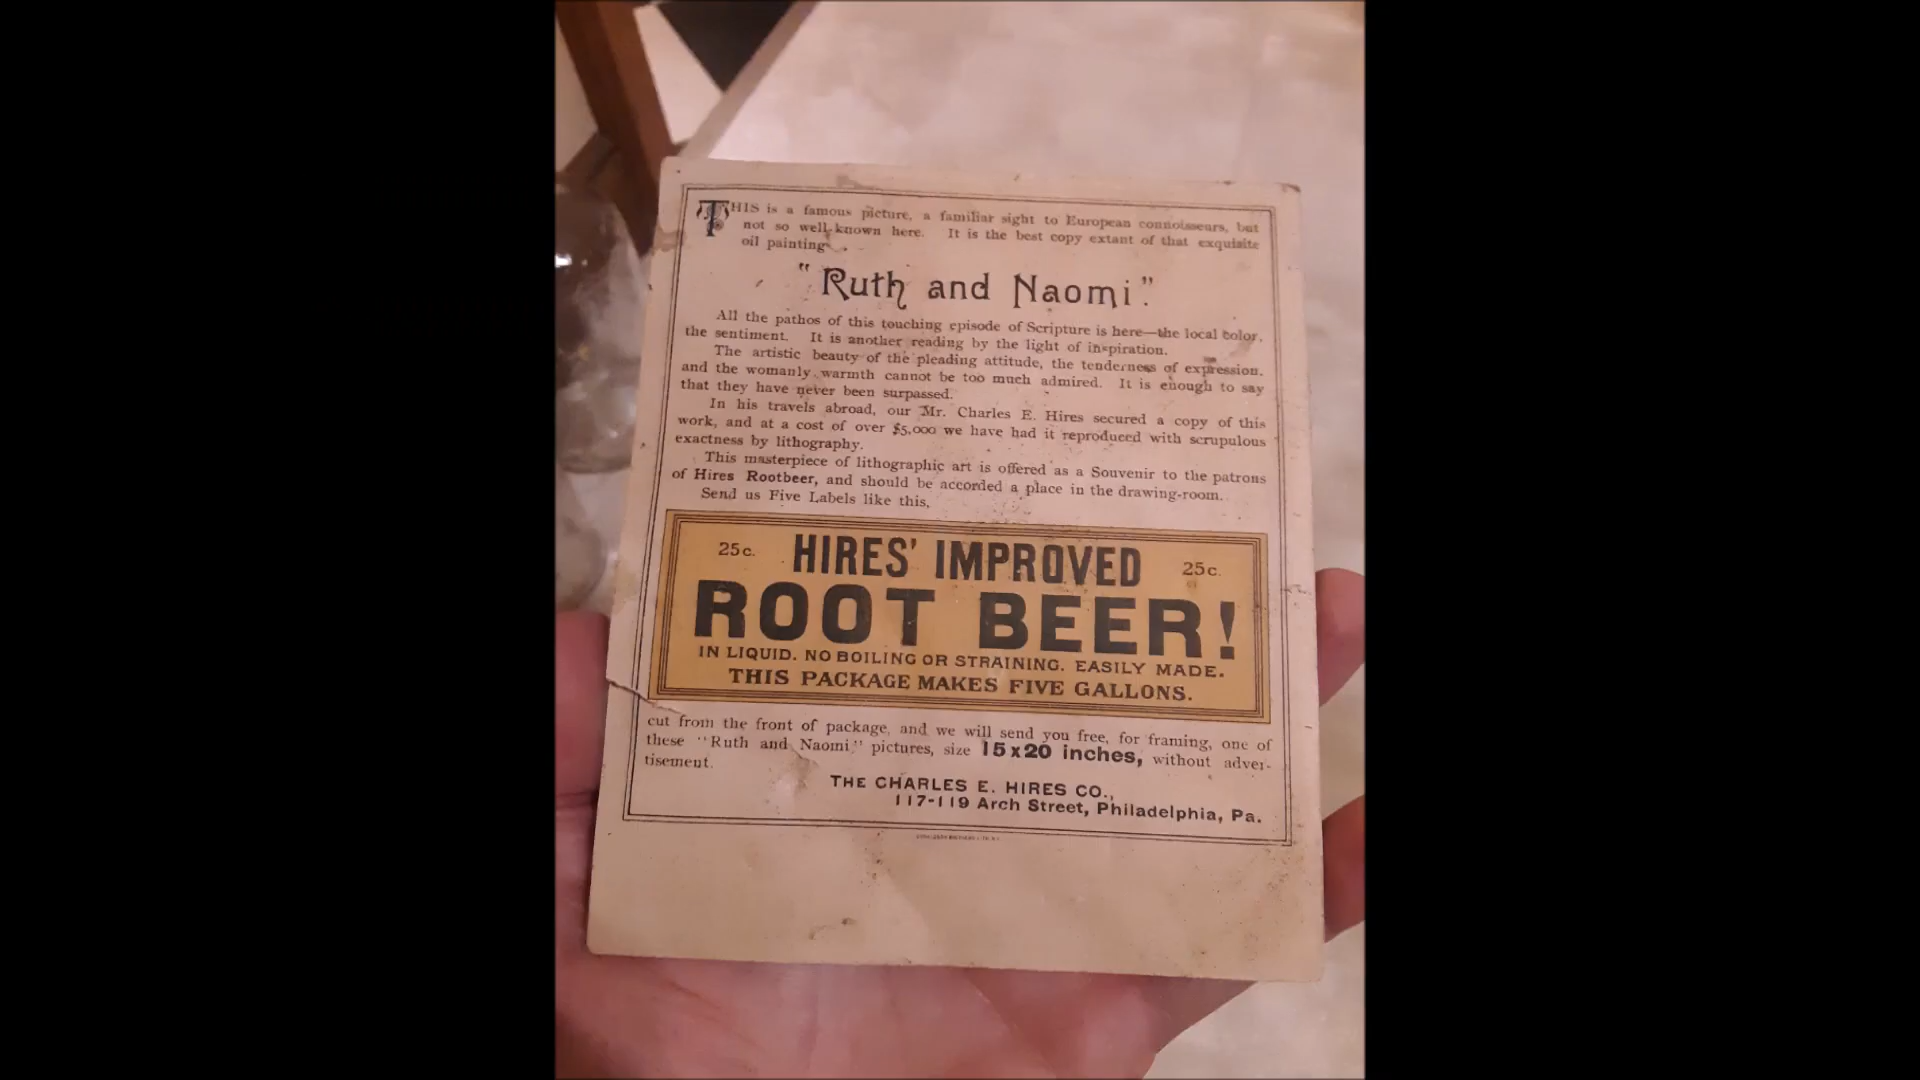 THIS is a famous picture, a familiar sight to European connoisseurs, but
not so well known here. It is the best copy extant of that exquisite
oil painting
"Ruth and Naomi."
All the pathos of this touching episode of Scripture is here—the local color,
the sentiment. It is another reading by the light of inspiration.
The artistic beauty of the pleading attitude, the tenderness of expression,
and the womanly warmth cannot be too much admired. It is enough to say
that they have never been surpassed.
In his travels abroad, our Mr. Charles E. Hires secured a copy of this
work, and at a cost of over $5,000 we have had it reproduced with scrupulous
exactness by lithography.
This masterpiece of lithographic art is offered as a Souvenir to the patrons
of Hires Rootbeer, and should be accorded a place in the drawing-room.
Send us Five Labels like this,
25c. HIRES' IMPROVED 25c.
ROOT BEER!
IN LIQUID. NO BOILING OR STRAINING. EASILY MADE.
THIS PACKAGE MAKES FIVE GALLONS.
cut from the front of package, and we will send you free, for framing, one of
these "Ruth and Naomi" pictures, size 15x20 inches, without adver-
tisement.
THE CHARLES E. HIRES CO.,
117-119 Arch Street, Philadelphia, Pa.